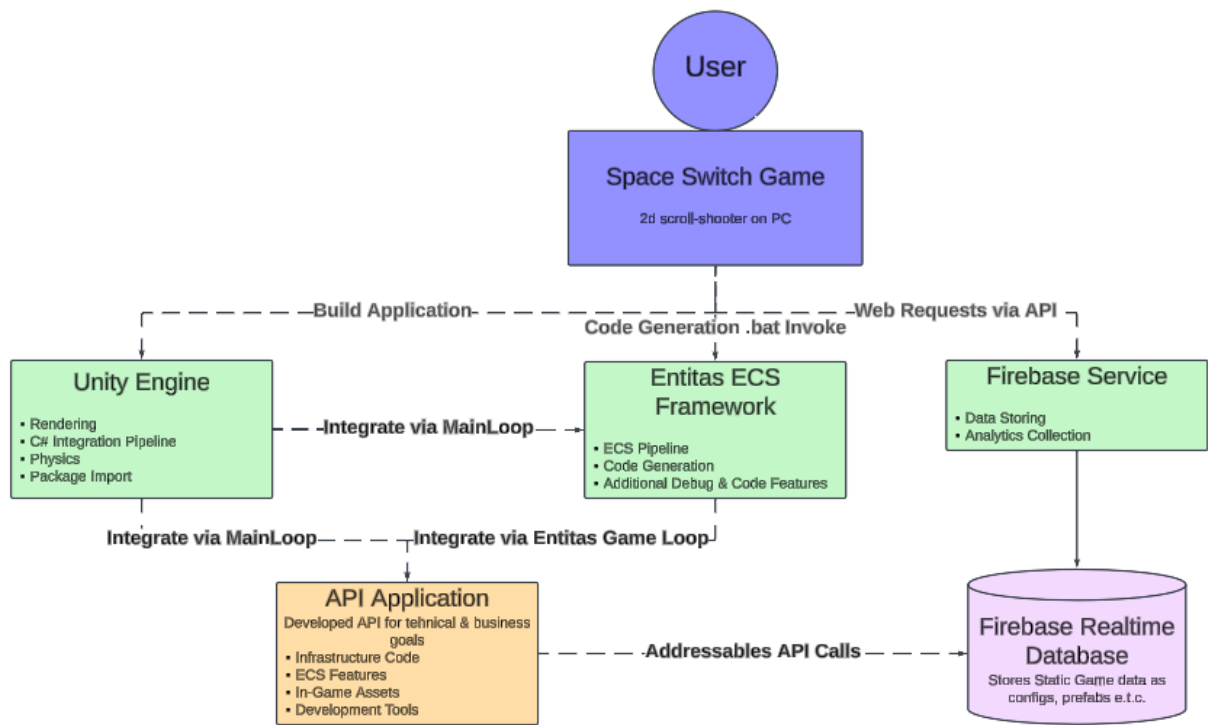 User
Space Switch Game
2d scroll-shooter on PC
Build Application
Web Requests via API
Code Generation .bat Invoke
Unity Engine
▪ Rendering
▪ C# Integration Pipeline
▪ Physics
▪ Package Import
Integrate via MainLoop
Entitas ECS
Framework
▪ ECS Pipeline
▪ Code Generation
▪ Additional Debug & Code Features
Firebase Service
▪ Data Storing
▪ Analytics Collection
Integrate via MainLoop
Integrate via Entitas Game Loop
API Application
Developed API for tehnical & business
goals
▪ Infrastructure Code
▪ ECS Features
▪ In-Game Assets
▪ Development Tools
Addressables API Calls
Firebase Realtime
Database
Stores Static Game data as
configs, prefabs e.t.c.